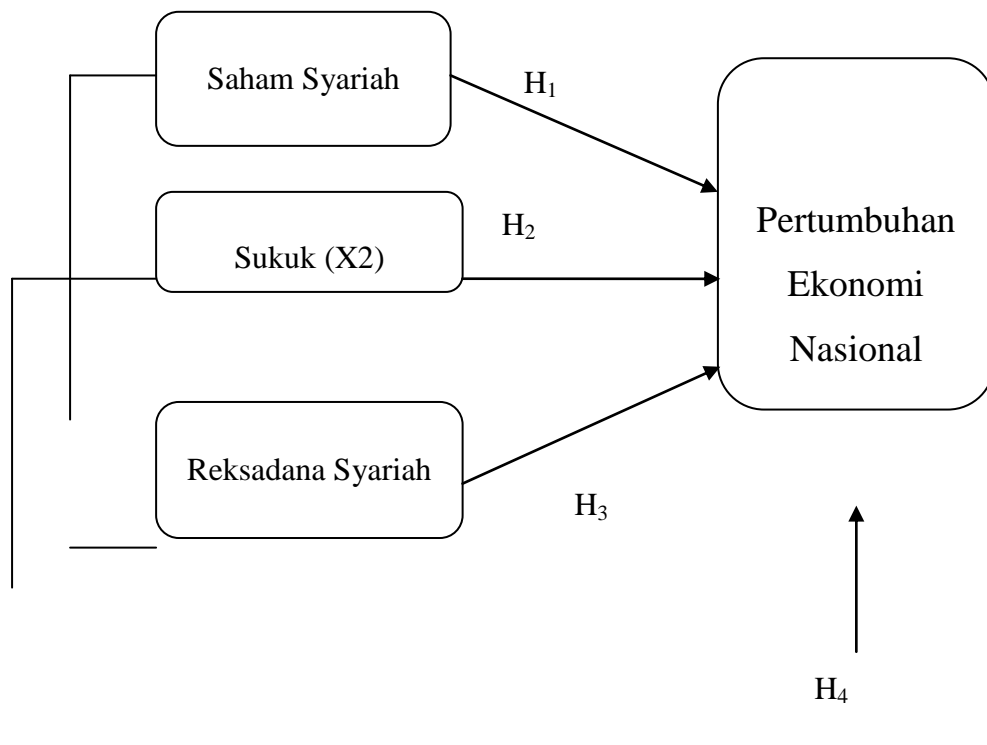 Saham Syariah
H₁
Sukuk (X2)
H₂
Pertumbuhan
Ekonomi
Nasional
Reksadana Syariah
H₃
H₄